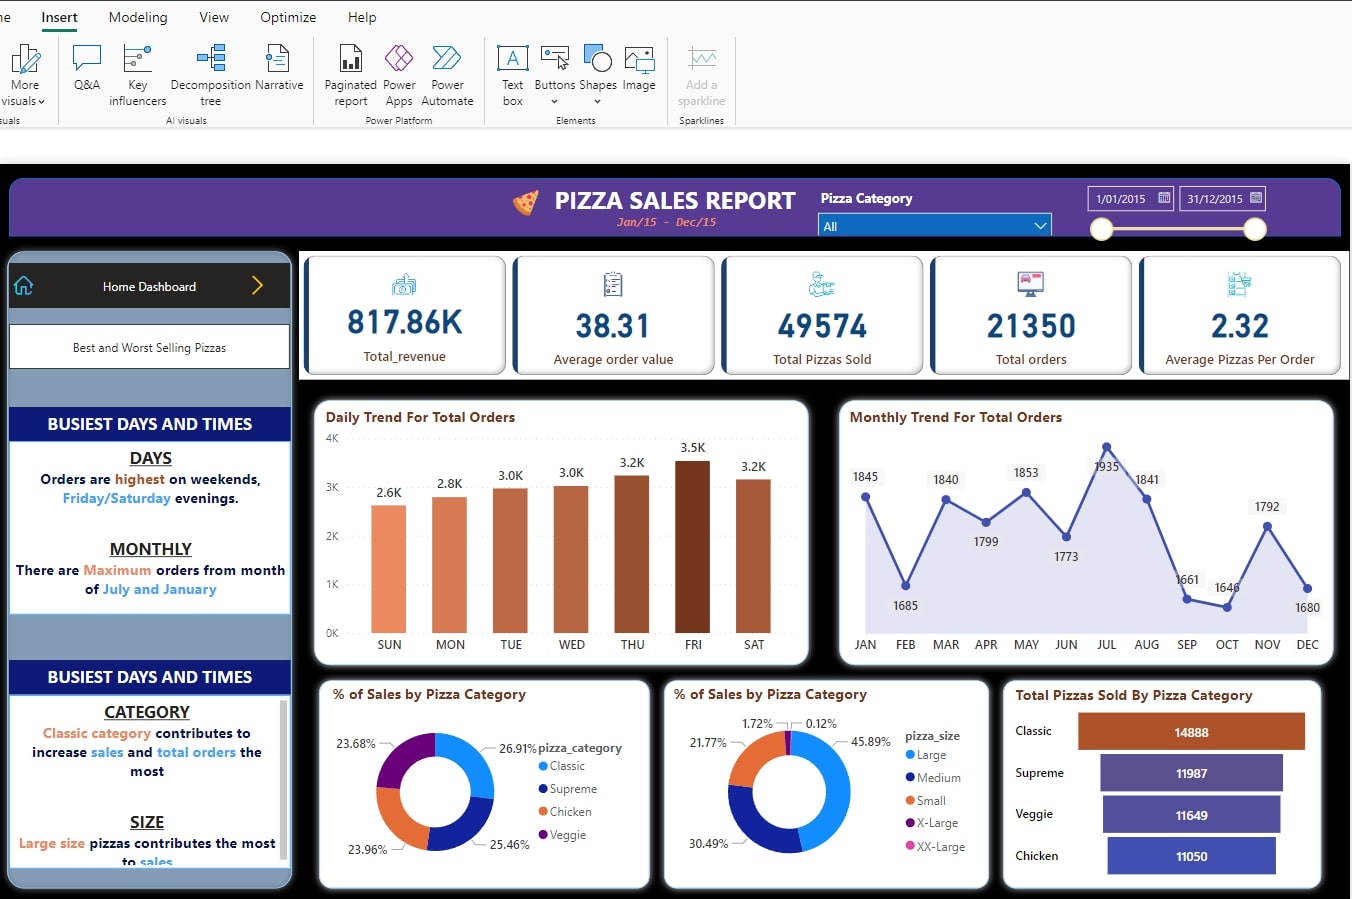 Insert
Modeling
View
Optimize
Help
More
visuals
Q&A
Key
influencers
Decomposition
tree
Narrative
AI visuals
Paginated
report
Power
Apps
Power
Automate
Power Platform
Text
box
Buttons
Shapes
Image
Elements
Add a
sparkline
Sparklines
PIZZA SALES REPORT
Jan/15 - Dec/15
Pizza Category
All
1/01/2015
31/12/2015
Home Dashboard
Best and Worst Selling Pizzas
BUSIEST DAYS AND TIMES
DAYS
Orders are highest on weekends,
Friday/Saturday evenings.
MONTHLY
There are Maximum orders from month
of July and January
BUSIEST DAYS AND TIMES
CATEGORY
Classic category contributes to
increase sales and total orders the
most
SIZE
Large size pizzas contributes the most
to sales
817.86K
Total_revenue
38.31
Average order value
49574
Total Pizzas Sold
21350
Total orders
2.32
Average Pizzas Per Order
Daily Trend For Total Orders
4K
3K
2K
1K
0K
2.6K
2.8K
3.0K
3.0K
3.2K
3.5K
3.2K
SUN MON TUE WED THU FRI SAT
Monthly Trend For Total Orders
1845
1685
1840
1799
1853
1773
1935
1841
1661
1646
1792
1680
JAN FEB MAR APR MAY JUN JUL AUG SEP OCT NOV DEC
% of Sales by Pizza Category
23.68%
26.91%
23.96%
25.46%
pizza_category
Classic
Supreme
Chicken
Veggie
% of Sales by Pizza Category
1.72%
0.12%
21.77%
45.89%
30.49%
pizza_size
Large
Medium
Small
X-Large
XX-Large
Total Pizzas Sold By Pizza Category
Classic 14888
Supreme 11987
Veggie 11649
Chicken 11050